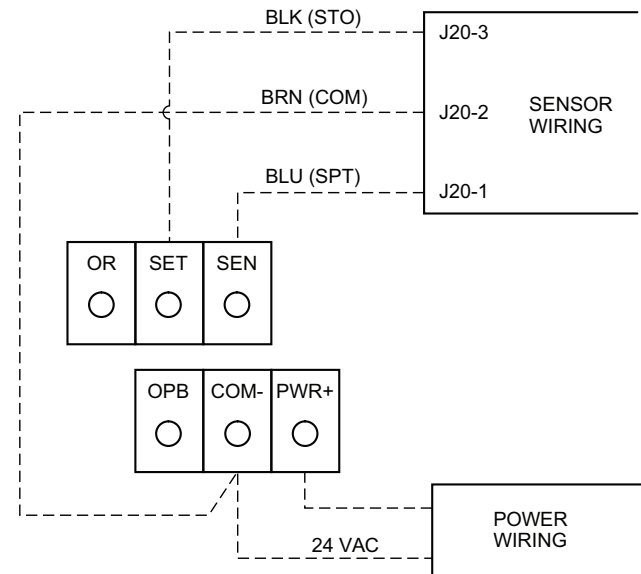 BLK (STO)
J20-3
BRN (COM)
J20-2
SENSOR
WIRING
BLU (SPT)
J20-1
OR
SET
SEN
OPB
COM-
PWR+
24 VAC
POWER
WIRING